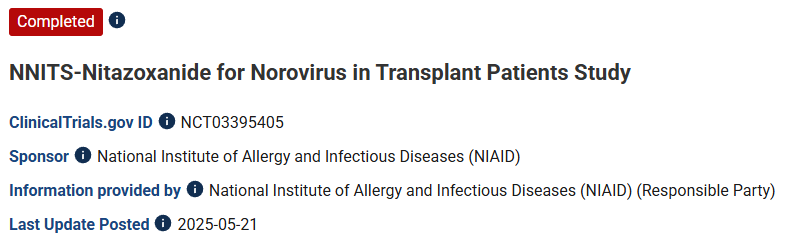 Completed
NNITS-Nitazoxanide for Norovirus in Transplant Patients Study
ClinicalTrials.gov ID NCT03395405
Sponsor National Institute of Allergy and Infectious Diseases (NIAID)
Information provided by National Institute of Allergy and Infectious Diseases (NIAID) (Responsible Party)
Last Update Posted 2025-05-21